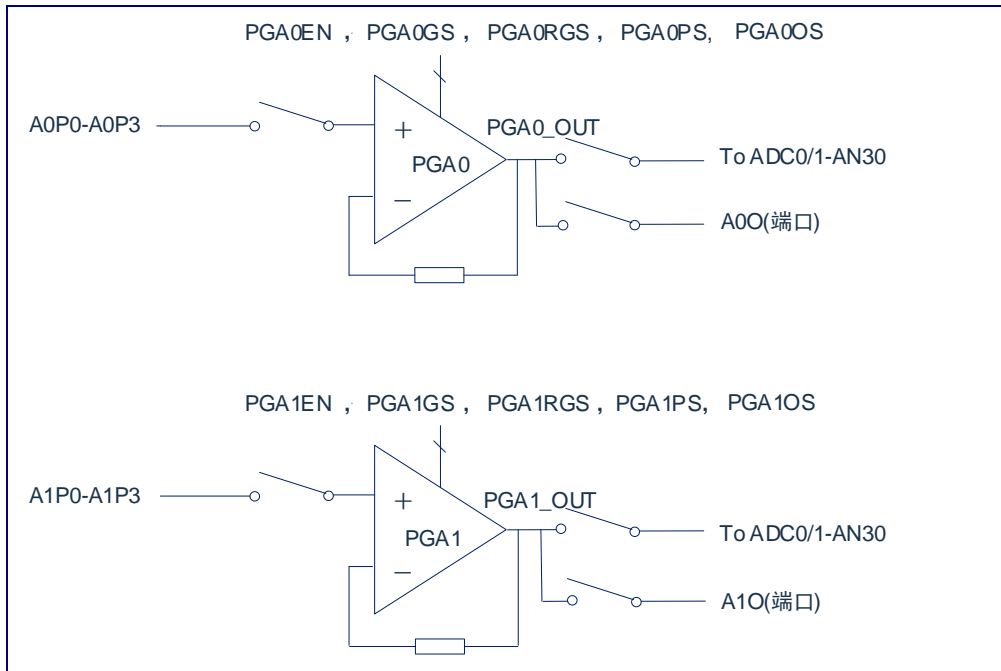 PGA0EN ， PGA0GS ，PGA0RGS ，PGA0PS, PGA0OS
A0P0-A0P3
+
PGA0_OUT
PGA0
To ADC0/1-AN30
−
A0O(端口)
PGA1EN ， PGA1GS ，PGA1RGS ，PGA1PS, PGA1OS
A1P0-A1P3
+
PGA1_OUT
PGA1
To ADC0/1-AN30
−
A1O(端口)